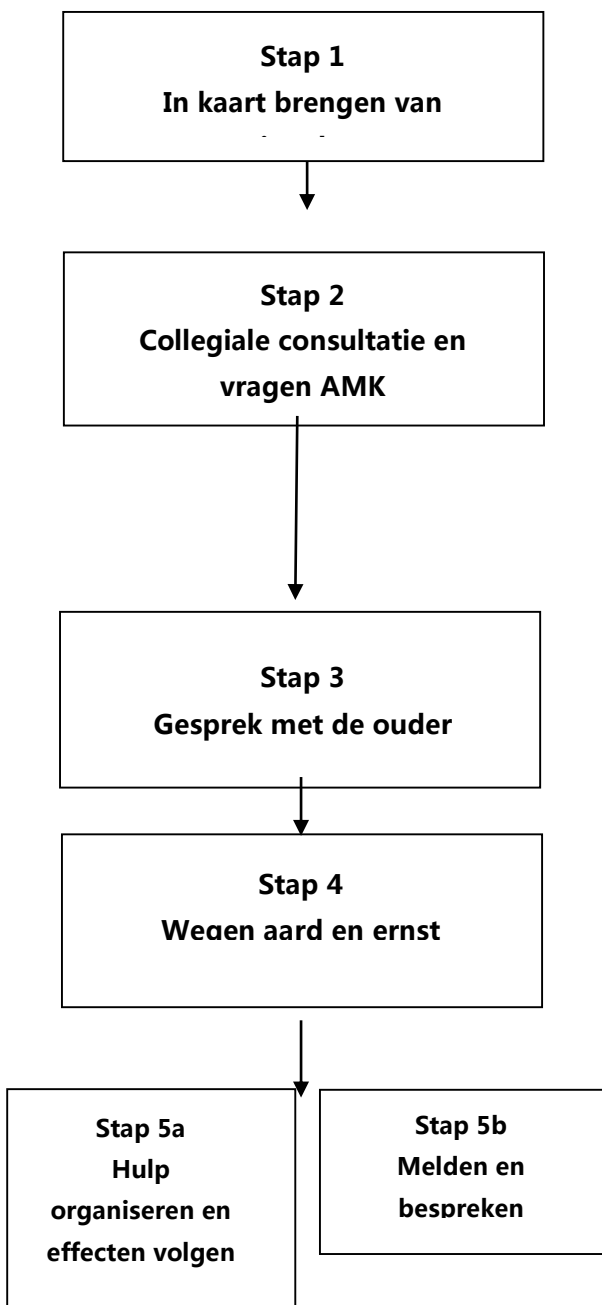 Stap 1
In kaart brengen van
Stap 2
Collegiale consultatie en
vragen AMK
Stap 3
Gesprek met de ouder
Stap 4
Wegen aard en ernst
Stap 5a
Hulp
organiseren en
effecten volgen
Stap 5b
Melden en
bespreken